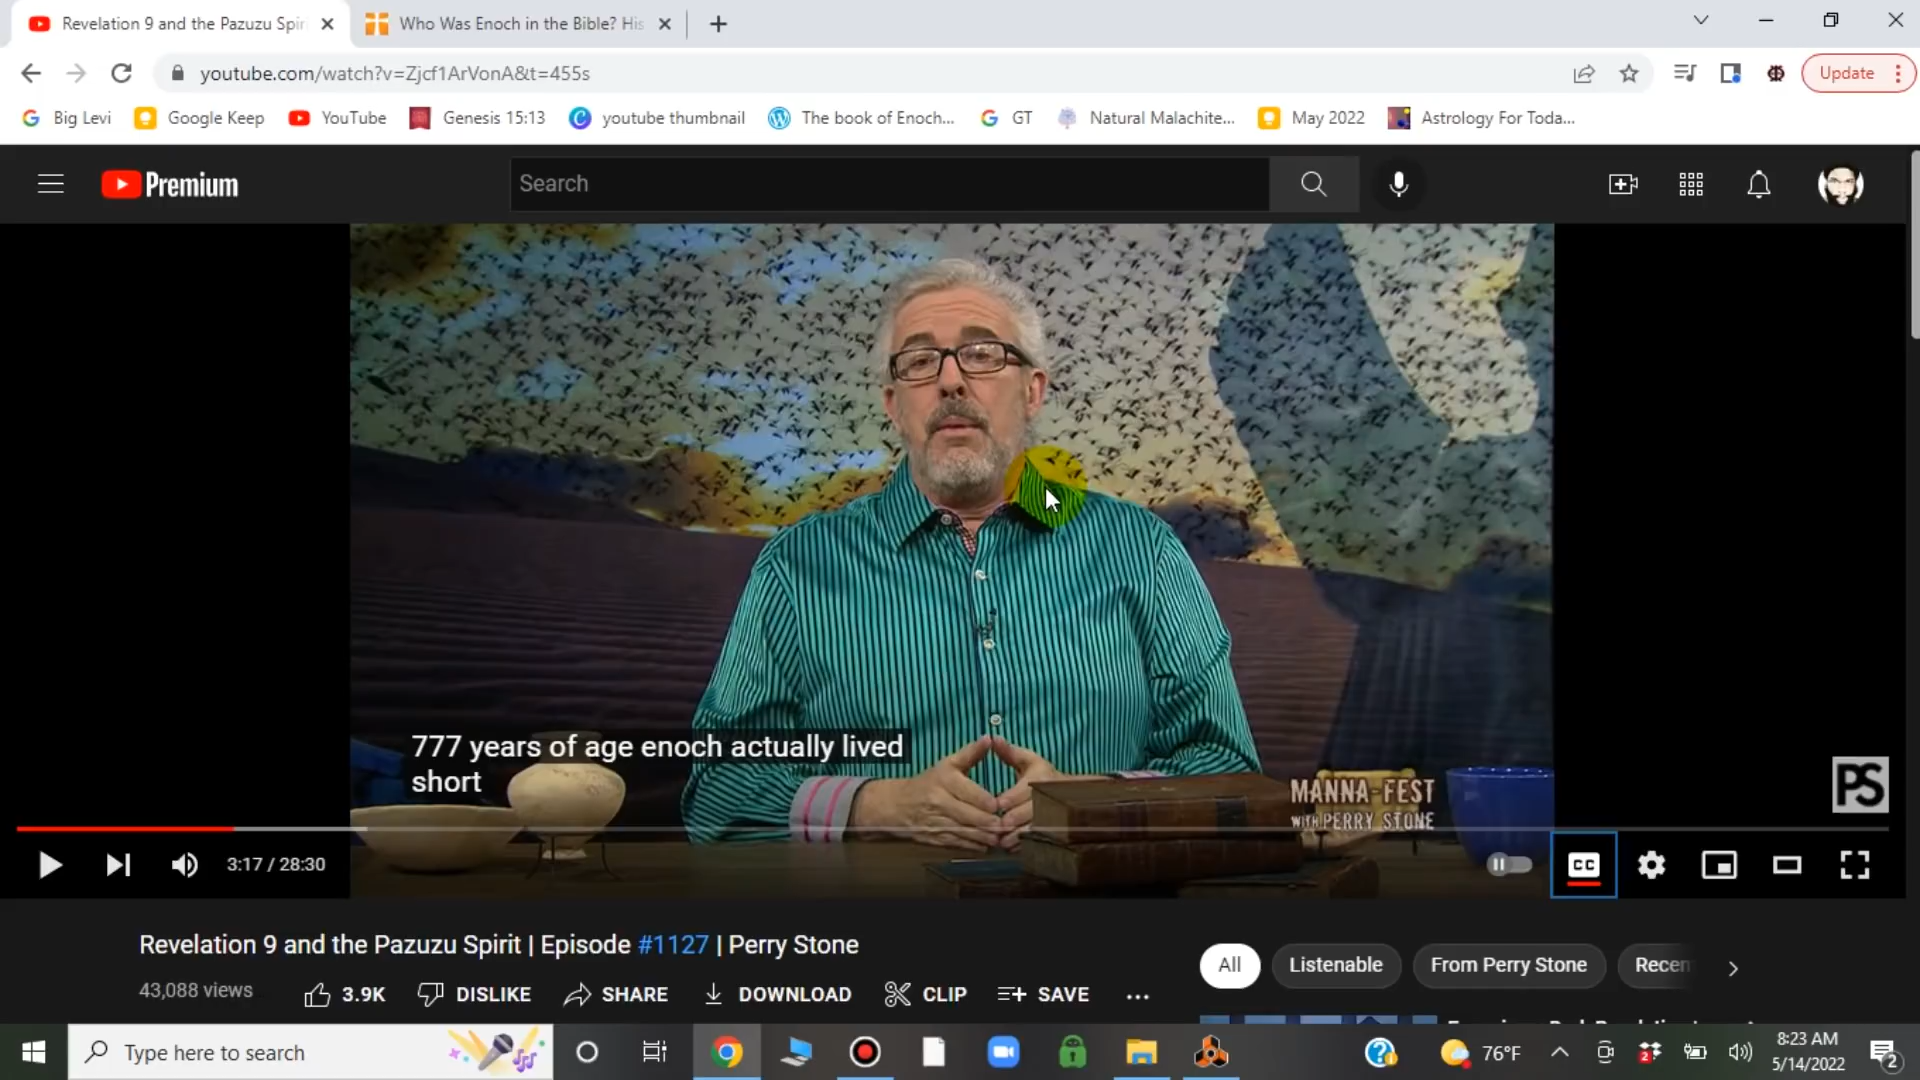 Revelation 9 and the Pazuzu Spir
Who Was Enoch in the Bible? His
youtube.com/watch?v=Zjcf1ArVonA&t=455s
Update
Big Levi
Google Keep
YouTube
Genesis 15:13
youtube thumbnail
The book of Enoch...
GT
Natural Malachite...
May 2022
Astrology For Toda...
Premium
Search
777 years of age enoch actually lived
short
MANNA-FEST
WITH PERRY STONE
PS
3:17 / 28:30
CC
Revelation 9 and the Pazuzu Spirit | Episode #1127 | Perry Stone
43,088 views
3.9K
DISLIKE
SHARE
DOWNLOAD
CLIP
SAVE
All
Listenable
From Perry Stone
Recen
Type here to search
76°F
2
8:23 AM
5/14/2022
2